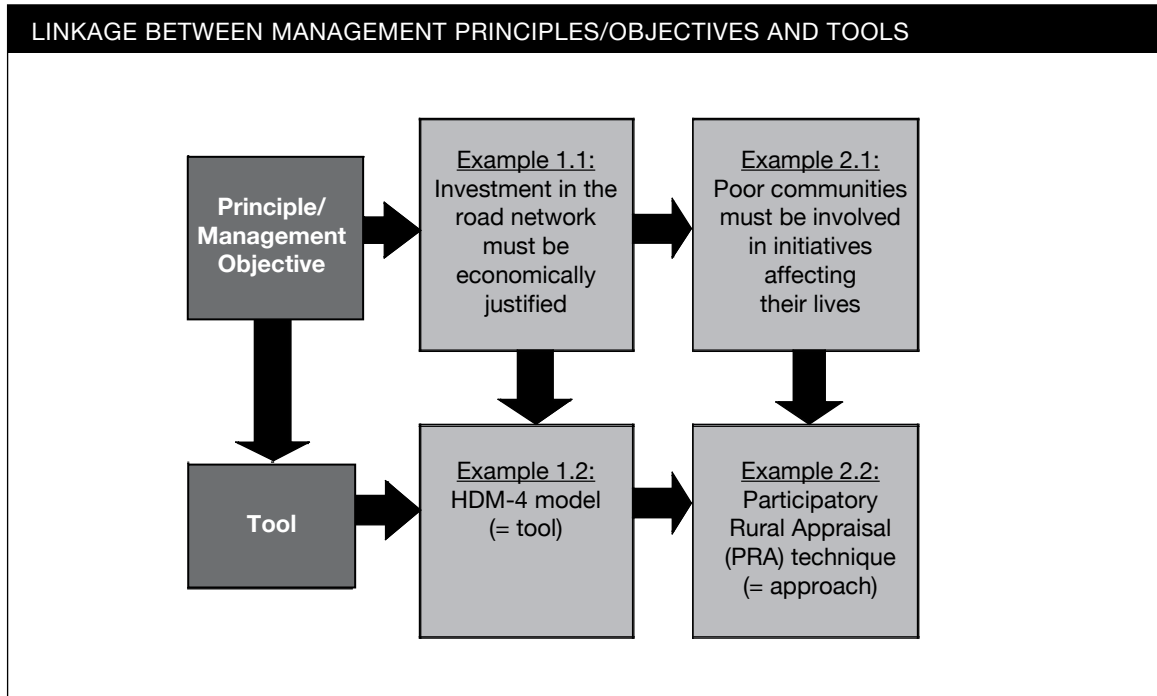 LINKAGE BETWEEN MANAGEMENT PRINCIPLES/OBJECTIVES AND TOOLS
Principle/
Management
Objective
Example 1.1:
Investment in the
road network
must be
economically
justified
Example 2.1:
Poor communities
must be involved
in initiatives
affecting
their lives
Tool
Example 1.2:
HDM-4 model
(= tool)
Example 2.2:
Participatory
Rural Appraisal
(PRA) technique
(= approach)